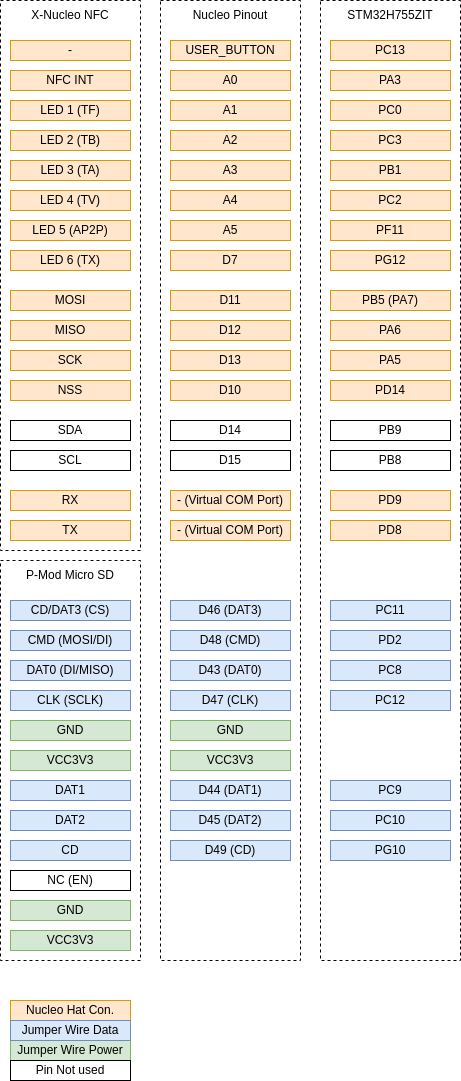 X-Nucleo NFC Nucleo Pinout STM32H755ZIT
- USER_BUTTON PC13
NFC INT A0 PA3
LED 1 (TF) A1 PC0
LED 2 (TB) A2 PC3
LED 3 (TA) A3 PB1
LED 4 (TV) A4 PC2
LED 5 (AP2P) A5 PF11
LED 6 (TX) D7 PG12
MOSI D11 PB5 (PA7)
MISO D12 PA6
SCK D13 PA5
NSS D10 PD14
SDA D14 PB9
SCL D15 PB8
RX - (Virtual COM Port) PD9
TX - (Virtual COM Port) PD8
P-Mod Micro SD
CD/DAT3 (CS) D46 (DAT3) PC11
CMD (MOSI/DI) D48 (CMD) PD2
DAT0 (DI/MISO) D43 (DAT0) PC8
CLK (SCLK) D47 (CLK) PC12
GND GND
VCC3V3 VCC3V3
DAT1 D44 (DAT1) PC9
DAT2 D45 (DAT2) PC10
CD D49 (CD) PG10
NC (EN)
GND
VCC3V3
Nucleo Hat Con.
Jumper Wire Data
Jumper Wire Power
Pin Not used